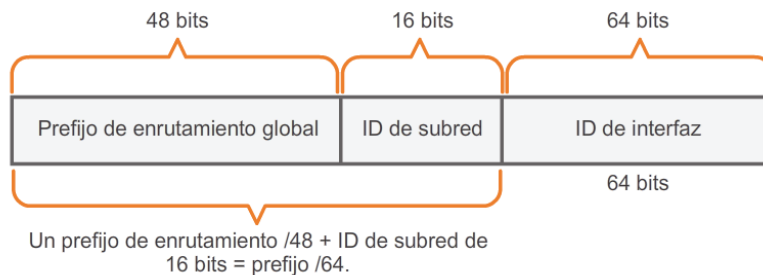 48 bits
16 bits
64 bits
Prefijo de enrutamiento global
ID de subred
ID de interfaz
64 bits
Un prefijo de enrutamiento /48 + ID de subred de
16 bits = prefijo /64.